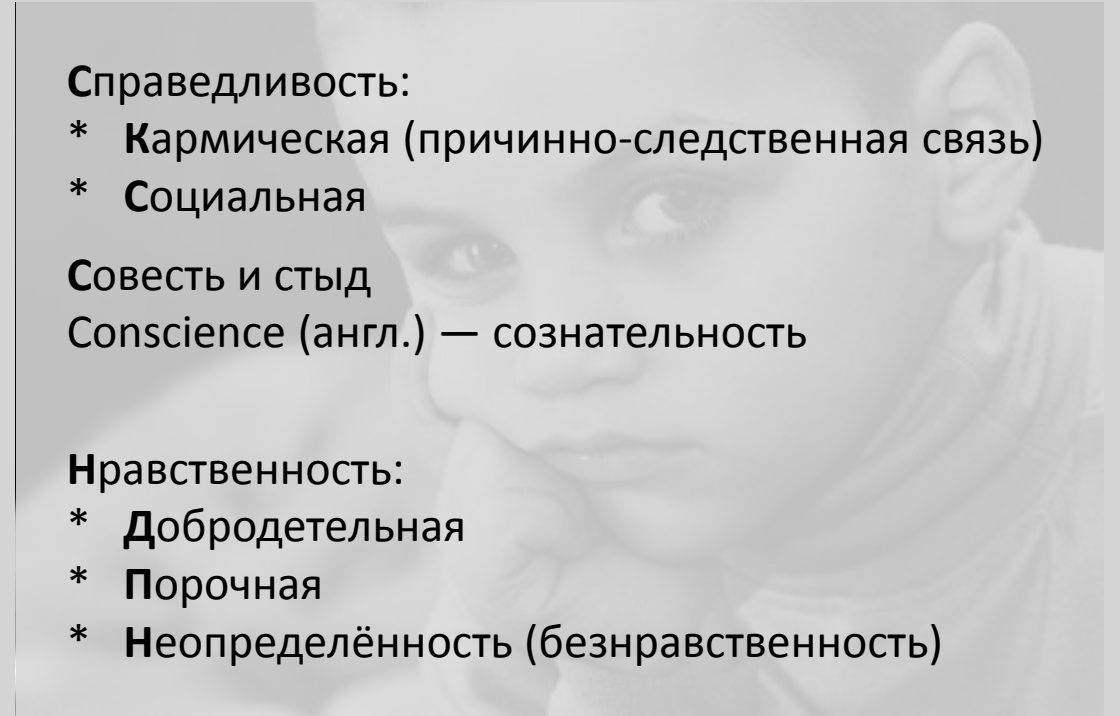 Справедливость:
* Кармическая (причинно-следственная связь)
* Социальная
Совесть и стыд
Conscience (англ.) — сознательность
Нравственность:
* Добродетельная
* Порочная
* Неопределённость (безнравственность)